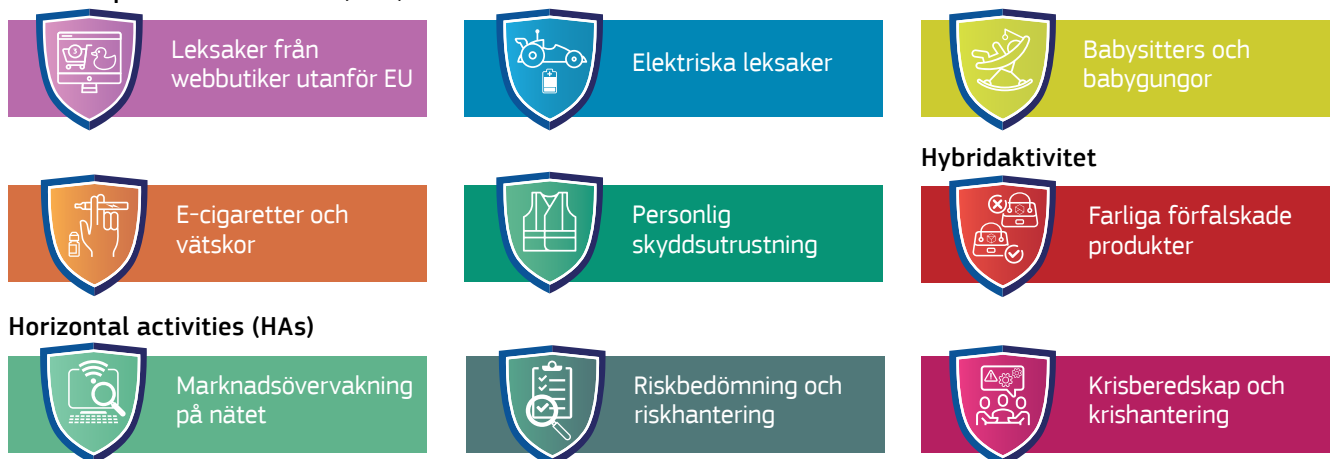 Leksaker från
webbutiker utanför EU
Elektriska leksaker
Babysitters och
babygungor
E-cigaretter och
vätskor
Personlig
skyddsutrustning
Hybridaktivitet
Farliga förfalskade
produkter
Horizontal activities (HAs)
Marknadsövervakning
på nätet
Riskbedömning och
riskhantering
Krisberedskap och
krishantering